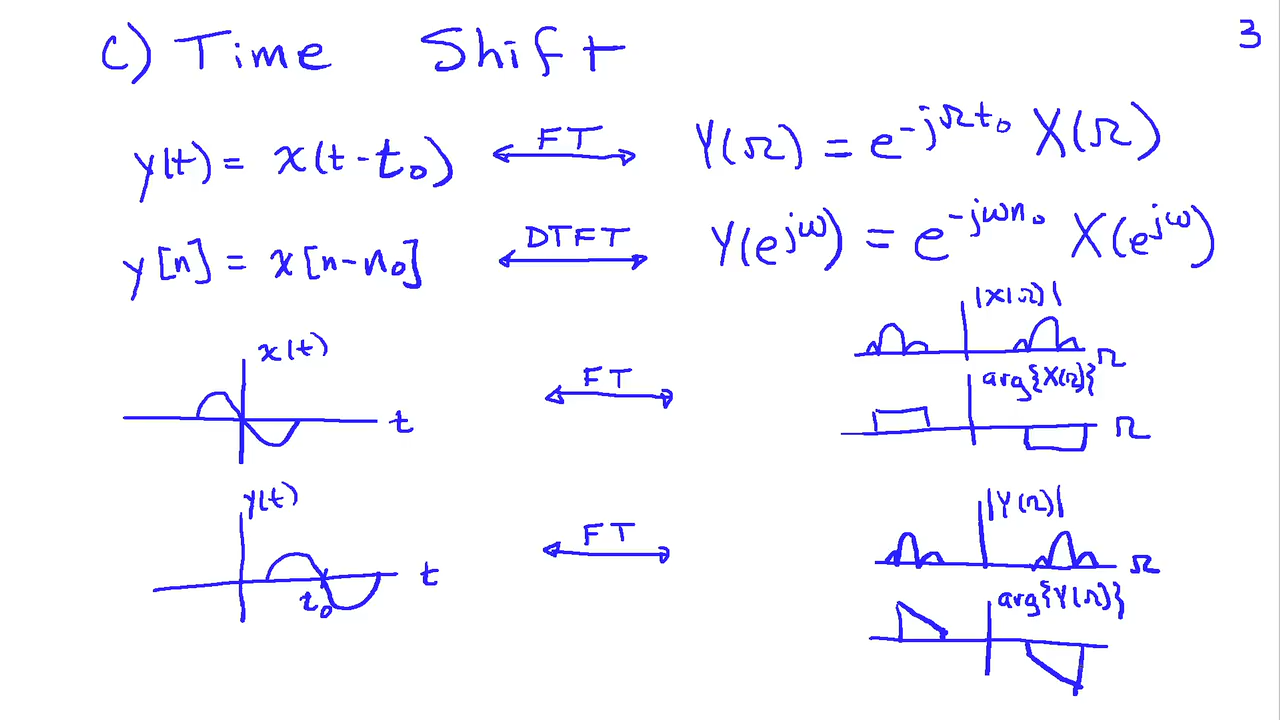 3
C) Time Shift
y(t) = x(t - t₀) FT Y(Ω) = e^{-jΩt₀} X(Ω)
y[n] = x[n-n₀] DTFT Y(e^{jω}) = e^{-jωn₀} X(e^{jω})
|X(Ω)|
x(t)
Ω
FT
arg{X(Ω)}
t
Ω
y(t)
|Y(Ω)|
FT
Ω
t
t₀
arg{Y(Ω)}